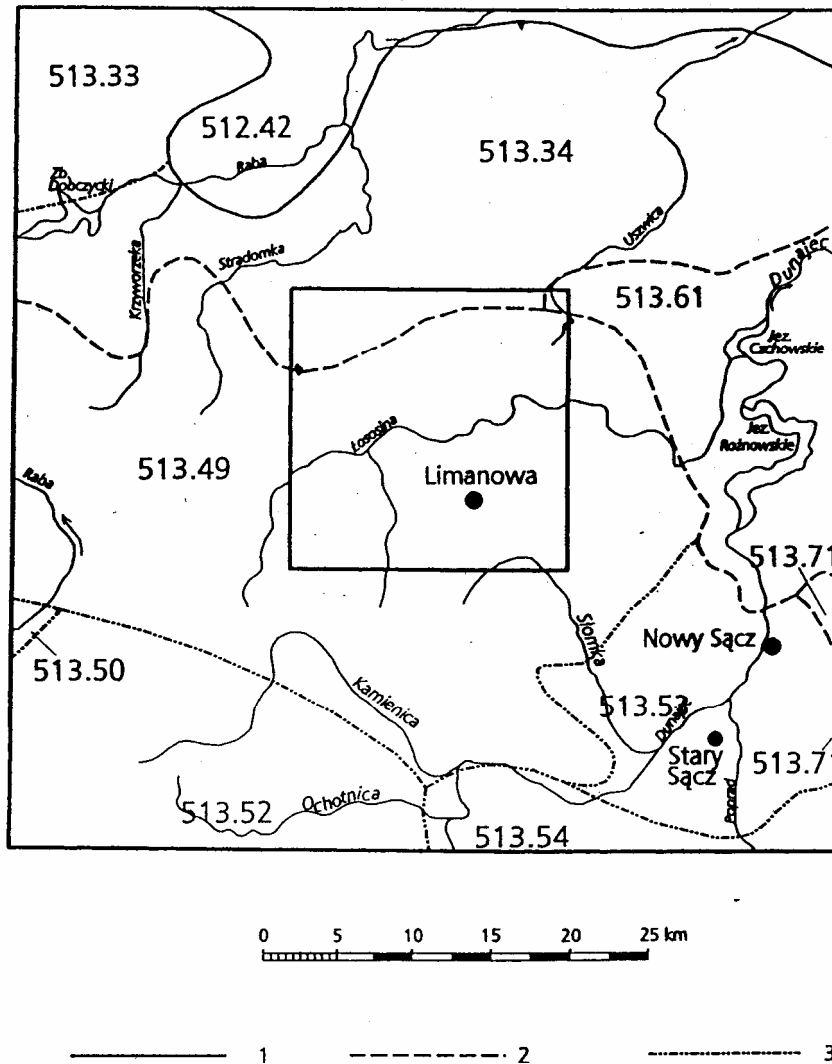 513.33
512.42
Raba
513.34
Zb.
Dobczycki
Krzyworzeka
Stradomka
Uszwica
Dunajec
513.61
Jez.
Czchowskie
Jez.
Rożnowskie
Łososina
513.49
Limanowa
Raba
513.71
513.50
Słomka
Nowy Sącz
Kamienica
513.53
Dunajec
Stary
Sącz
513.71
Poprad
513.52
Ochotnica
513.54
0 5 10 15 20 25 km
1 2 3